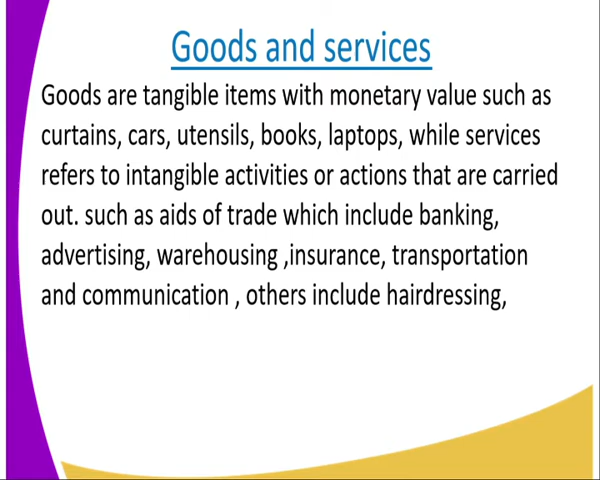 Goods and services
Goods are tangible items with monetary value such as
curtains, cars, utensils, books, laptops, while services
refers to intangible activities or actions that are carried
out. such as aids of trade which include banking,
advertising, warehousing ,insurance, transportation
and communication , others include hairdressing,